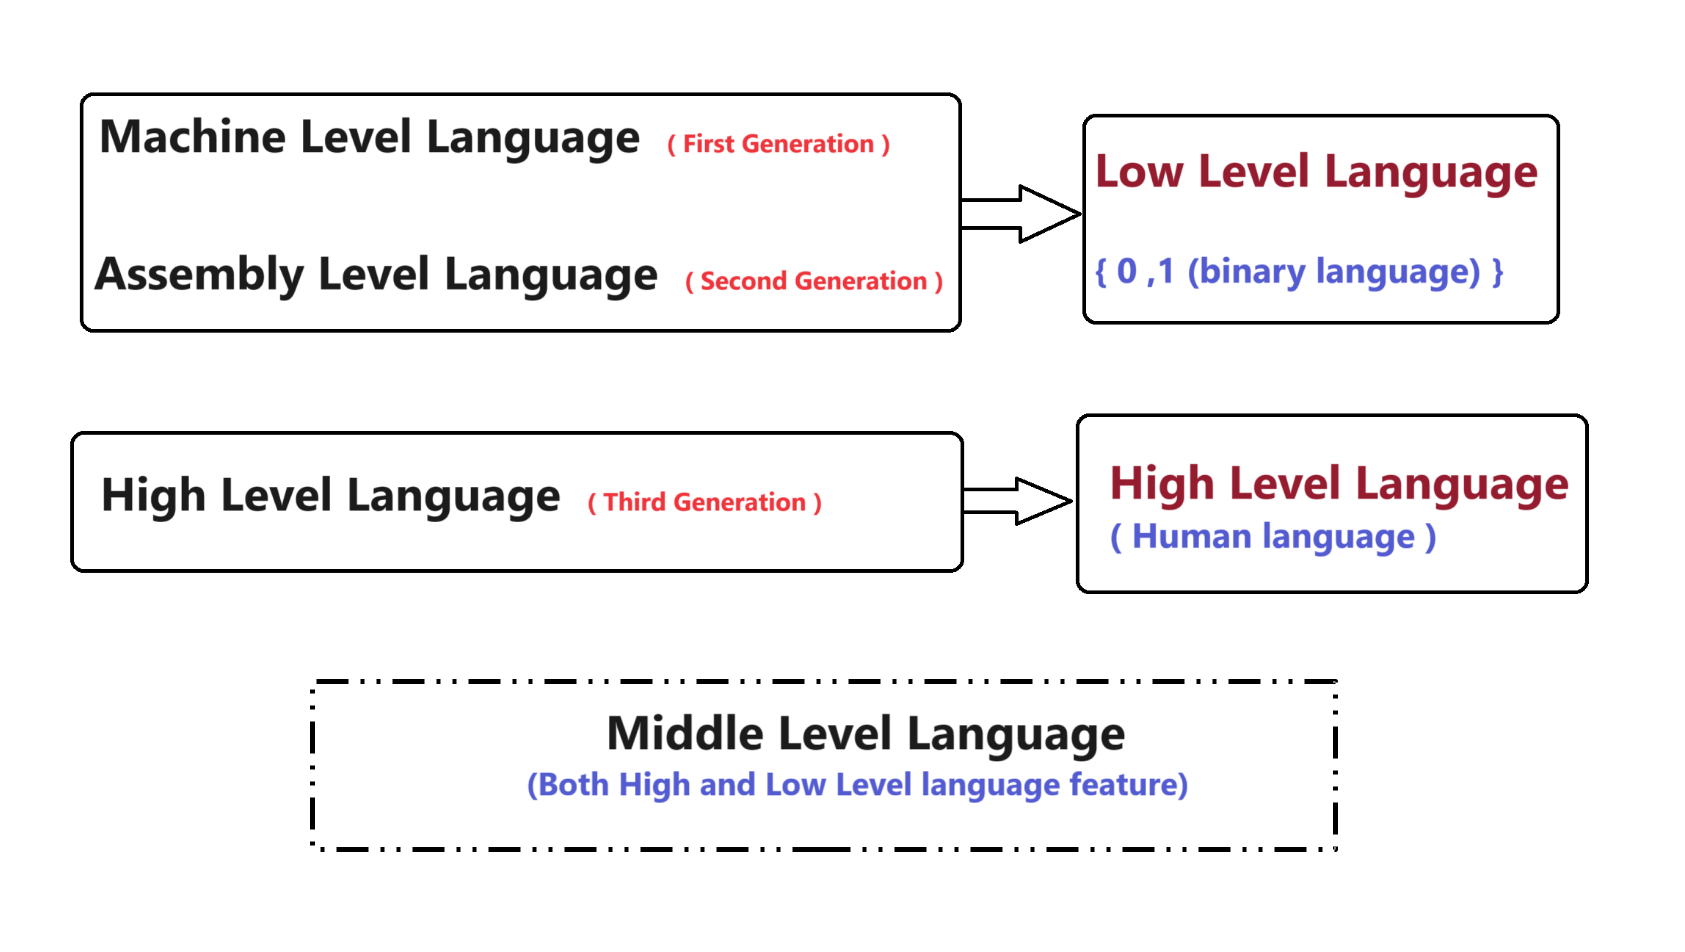 Machine Level Language ( First Generation )
Assembly Level Language ( Second Generation )
Low Level Language
{ 0 ,1 (binary language) }
High Level Language ( Third Generation )
High Level Language
( Human language )
Middle Level Language
(Both High and Low Level language feature)